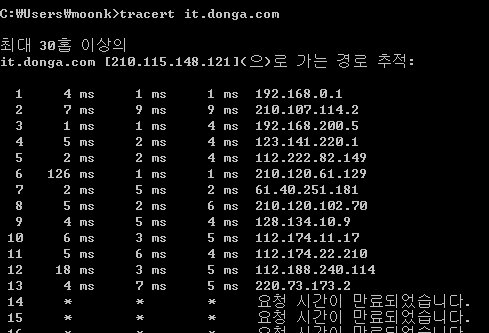 C:₩Users₩moonk>tracert it.donga.com
최대 30홉 이상의
it.donga.com [210.115.148.121](으)로 가는 경로 추적:
1 4 ms 1 ms 1 ms 192.168.0.1
2 7 ms 9 ms 9 ms 210.107.114.2
3 1 ms 1 ms 4 ms 192.168.200.5
4 5 ms 2 ms 4 ms 123.141.220.1
5 2 ms 2 ms 4 ms 112.222.82.149
6 126 ms 1 ms 1 ms 210.120.61.129
7 2 ms 5 ms 2 ms 61.40.251.181
8 5 ms 2 ms 6 ms 210.120.102.70
9 4 ms 5 ms 4 ms 128.134.10.9
10 6 ms 3 ms 5 ms 112.174.11.17
11 5 ms 6 ms 4 ms 112.174.22.210
12 18 ms 3 ms 5 ms 112.188.240.114
13 4 ms 7 ms 5 ms 220.73.173.2
14 * * * 요청 시간이 만료되었습니다.
15 * * * 요청 시간이 만료되었습니다.